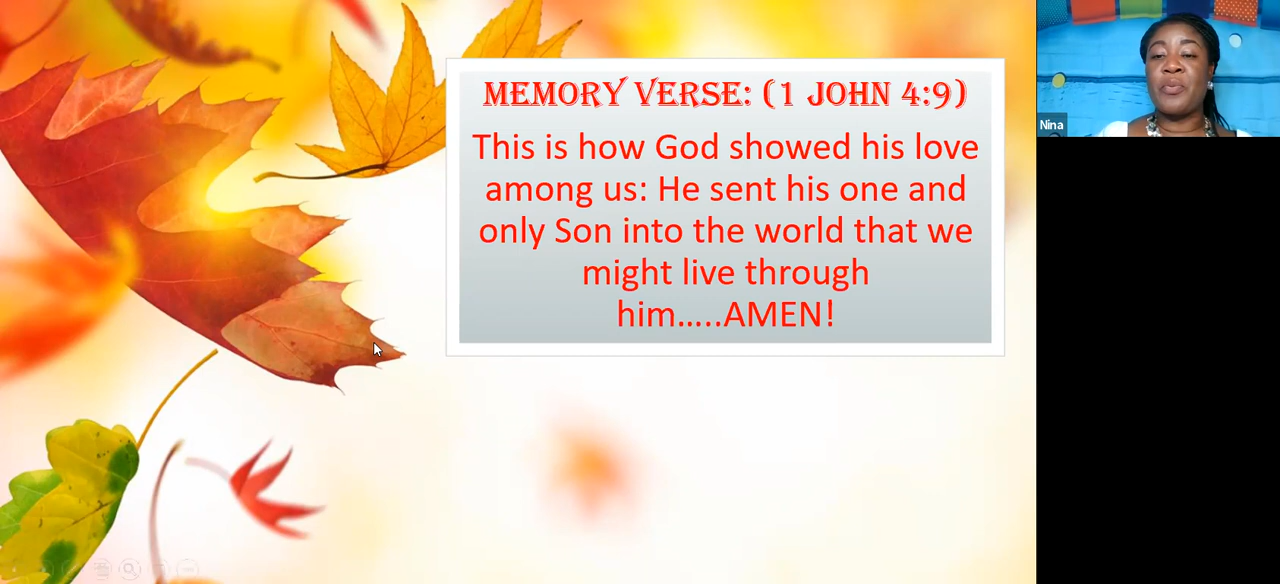 MEMORY VERSE: (1 JOHN 4:9)
This is how God showed his love
among us: He sent his one and
only Son into the world that we
might live through
him…..AMEN!
Nina